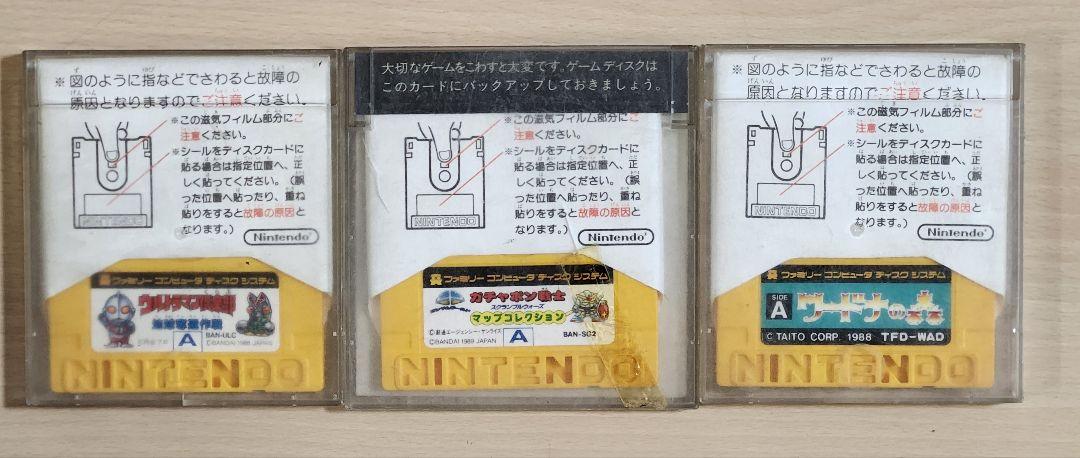 ※図のように指などでさわると故障の
原因となりますのでご注意ください。
※この磁気フィルム部分にご
注意ください。
※シールをディスクカードに
貼る場合は指定位置へ、正
しく貼ってください。（誤
った位置へ貼ったり、重ね
貼りをすると故障の原因と
なります。）
NINTENDO
Nintendo
ファミリー コンピュータ ディスク システム
ウルトラマン倶楽部
地球奪還作戦
A
BAN-ULC
©BANDAI 1988 JAPAN
NINTENDO
大切なゲームをこわすと大変です。ゲームディスクは
このカードにバックアップしておきましょう。
※この磁気フィルム部分にご
注意ください。
※シールをディスクカードに
貼る場合は指定位置へ、正
しく貼ってください。（誤
った位置へ貼ったり、重ね
貼りをすると故障の原因と
なります。）
NINTENDO
Nintendo
ファミリー コンピュータ ディスク システム
ガチャポン戦士
スクランブルウォーズ
マップコレクション
©創通エージェンシー・サンライズ
©BANDAI 1989 JAPAN
A
BAN-SG2
NINTENDO
※図のように指などでさわると故障の
原因となりますのでご注意ください。
※この磁気フィルム部分にご
注意ください。
※シールをディスクカードに
貼る場合は指定位置へ、正
しく貼ってください。（誤
った位置へ貼ったり、重ね
貼りをすると故障の原因と
なります。）
NINTENDO
Nintendo
ファミリー コンピュータ ディスク システム
SIDE
A
ワードナの森
© TAITO CORP. 1988 TFD-WAD
NINTENDO